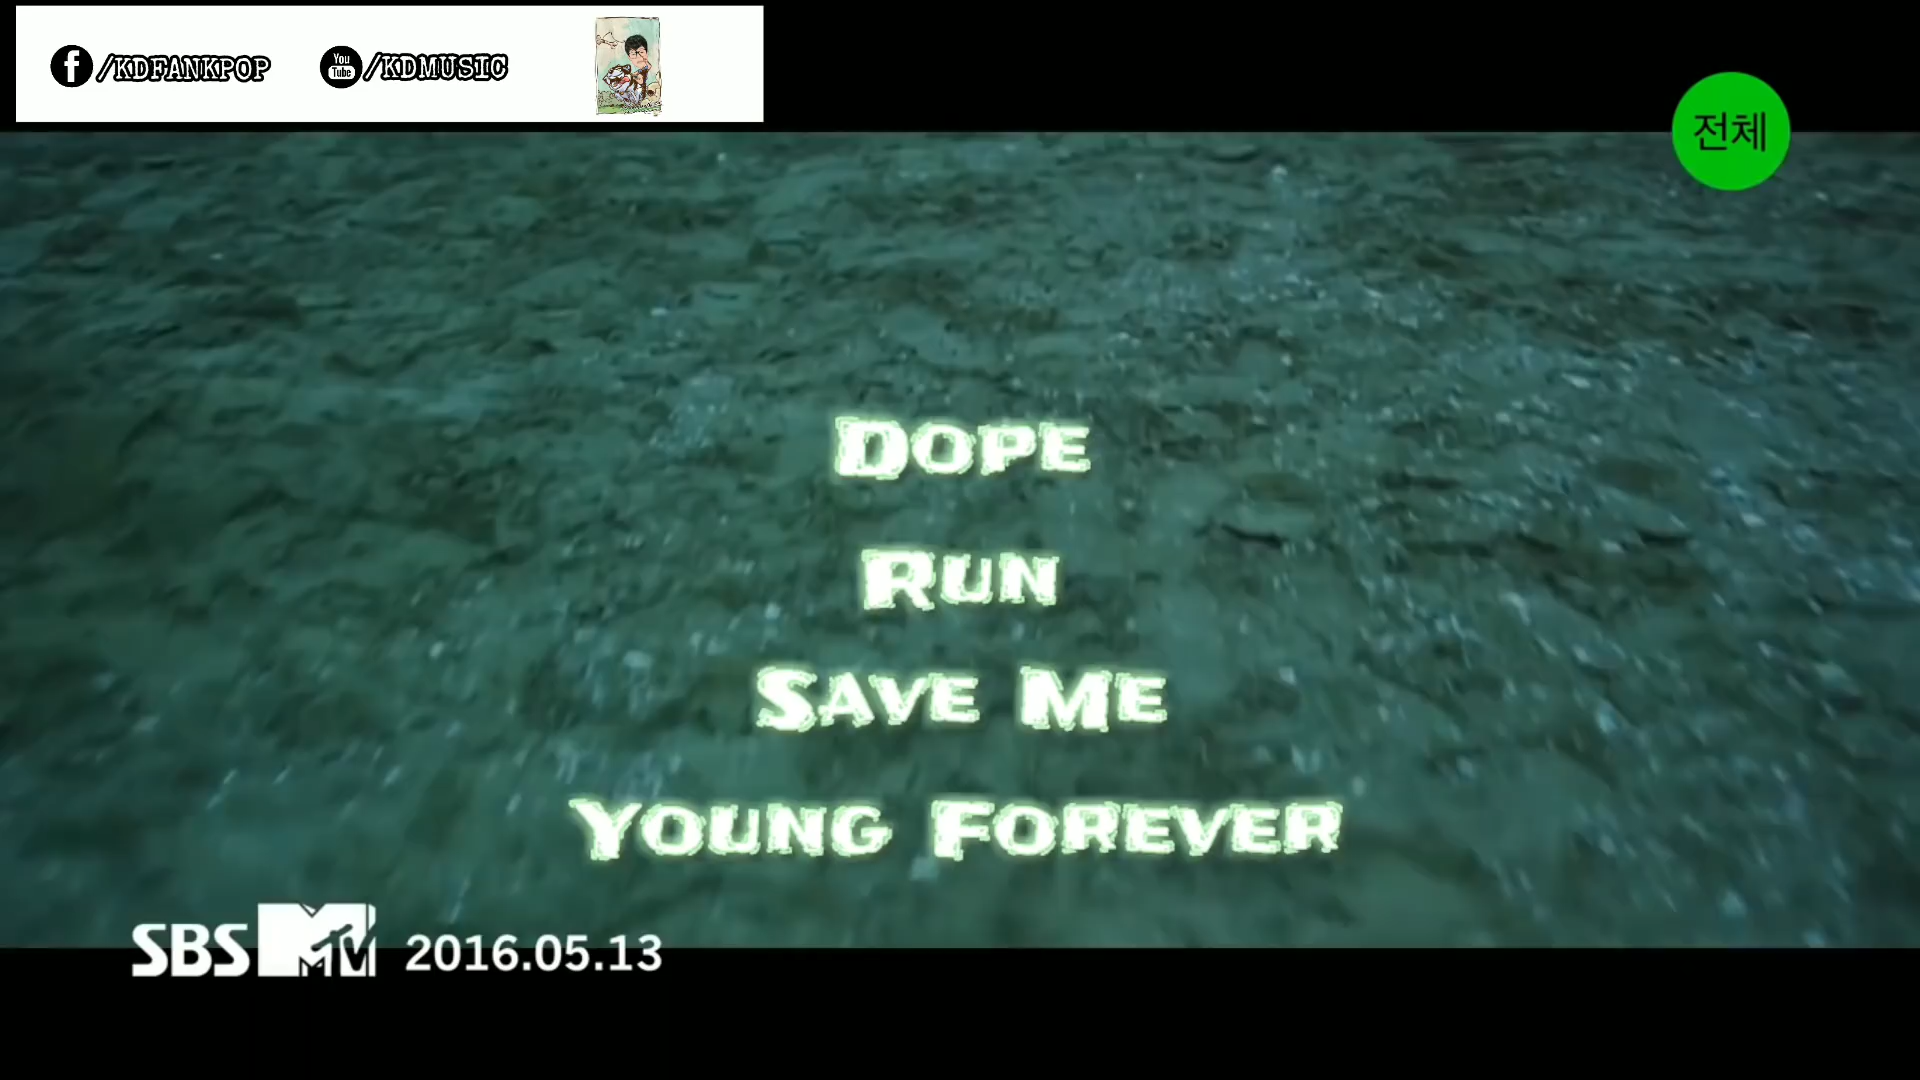 /KDFANKPOP
You Tube /KDMUSIC
전체
DOPE
RUN
SAVE ME
YOUNG FOREVER
SBS MTV 2016.05.13